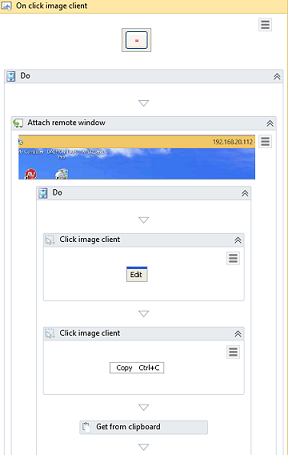 On click image client
=
Do
Attach remote window
192.168.20.112
Do
Click image client
Edit
Click image client
Copy Ctrl+C
Get from clipboard